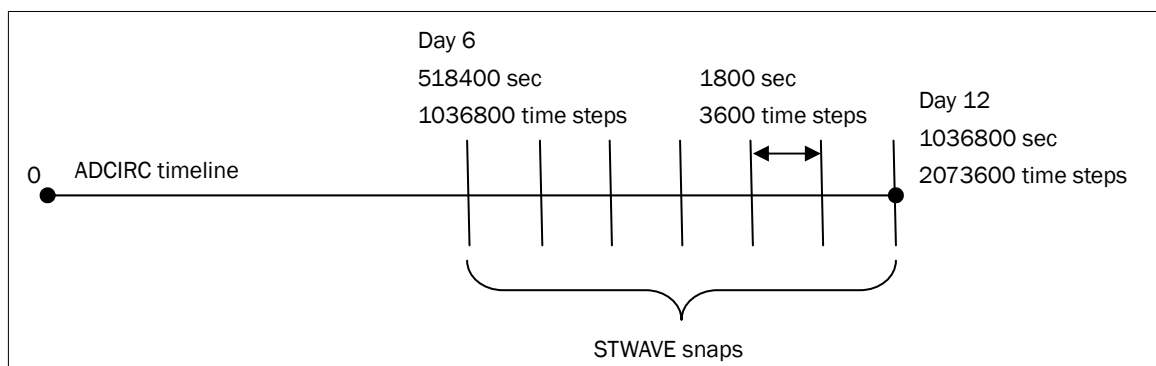 Day 6
518400 sec
1036800 time steps
1800 sec
3600 time steps
Day 12
1036800 sec
2073600 time steps
0
ADCIRC timeline
STWAVE snaps